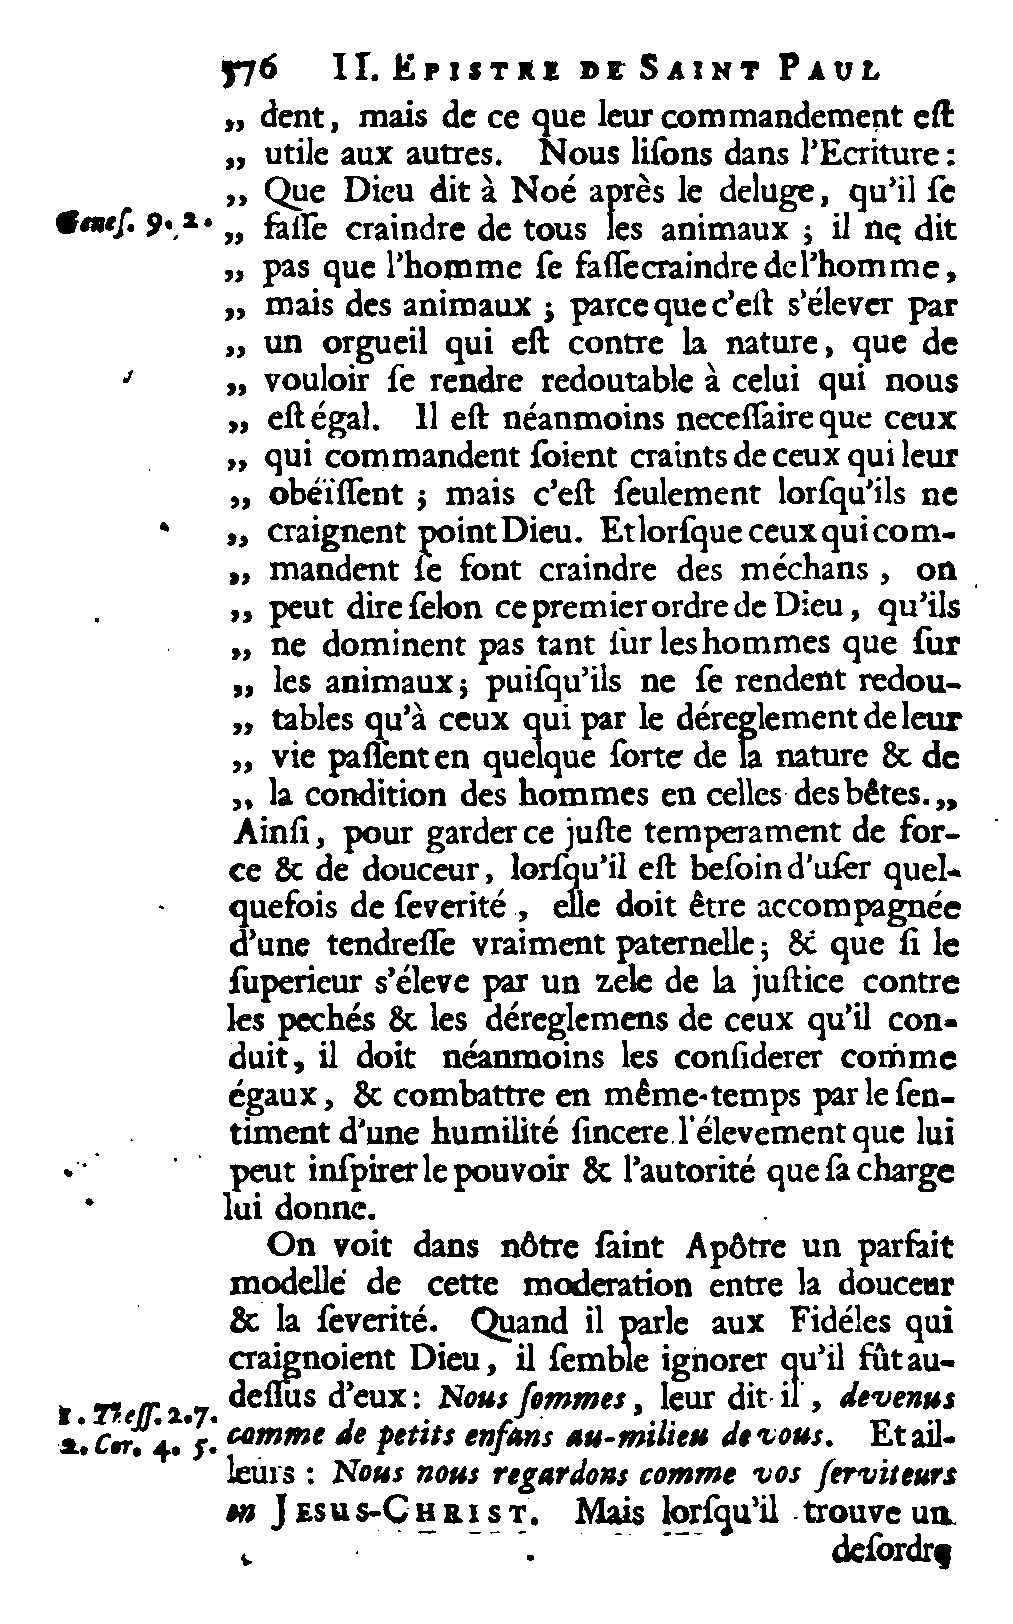 576 II. EPISTRE DE SAINT PAUL
„ dent, mais de ce que leur commandement eſt
„ utile aux autres. Nous liſons dans l'Ecriture:
„ Que Dieu dit à Noé après le deluge, qu'il ſe
Geneſ. 9. 2. „ faſſe craindre de tous les animaux ; il ne dit
„ pas que l'homme ſe faſſe craindre de l'homme,
„ mais des animaux ; parce que c'eſt s'élever par
„ un orgueil qui eſt contre la nature, que de
„ vouloir ſe rendre redoutable à celui qui nous
„ eſt égal. Il eſt néanmoins neceſſaire que ceux
„ qui commandent ſoient craints de ceux qui leur
„ obéïſſent ; mais c'eſt ſeulement lorſqu'ils ne
„ craignent point Dieu. Et lorſque ceux qui com-
„ mandent ſe font craindre des méchans, on
„ peut dire ſelon ce premier ordre de Dieu, qu'ils
„ ne dominent pas tant ſur les hommes que ſur
„ les animaux; puiſqu'ils ne ſe rendent redou-
„ tables qu'à ceux qui par le déreglement de leur
„ vie paſſent en quelque ſorte de la nature & de
„ la condition des hommes en celles des bêtes.„
Ainſi, pour garder ce juſte temperament de for-
ce & de douceur, lorſqu'il eſt beſoin d'uſer quel-
quefois de ſeverité, elle doit être accompagnée
d'une tendreſſe vraiment paternelle; & que ſi le
ſuperieur s'éleve par un zele de la juſtice contre
les pechés & les déreglemens de ceux qu'il con-
duit, il doit néanmoins les conſiderer comme
égaux, & combattre en même-temps par le ſen-
timent d'une humilité ſincere l'élevement que lui
peut inſpirer le pouvoir & l'autorité que ſa charge
lui donne.
On voit dans nôtre ſaint Apôtre un parfait
modelle de cette moderation entre la douceur
& la ſeverité. Quand il parle aux Fidéles qui
craignoient Dieu, il ſemble ignorer qu'il fût au-
deſſus d'eux: Nous ſommes, leur dit-il, devenus
1. Theſſ. 2. 7. comme de petits enfans au-milieu de vous. Et ail-
2. Cor. 4. 5. leurs : Nous nous regardons comme vos ſerviteurs
en JESUS-CHRIST. Mais lorſqu'il trouve un
deſordre